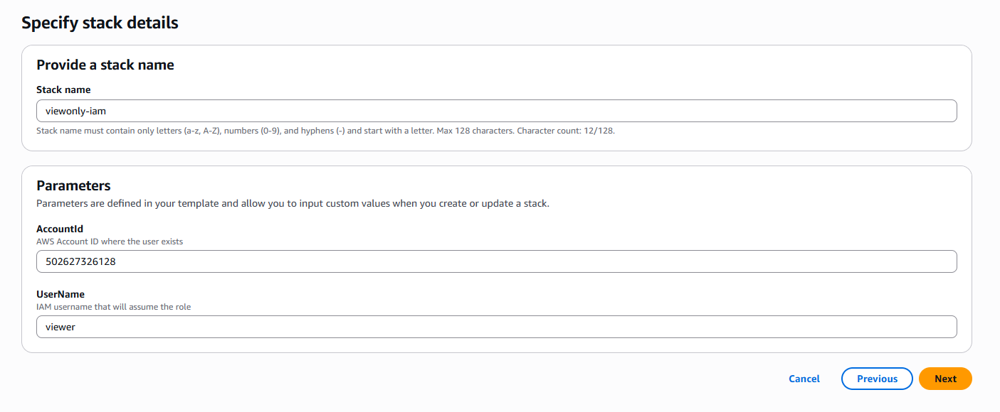 Specify stack details
Provide a stack name
Stack name
viewonly-iam
Stack name must contain only letters (a-z, A-Z), numbers (0-9), and hyphens (-) and start with a letter. Max 128 characters. Character count: 12/128.
Parameters
Parameters are defined in your template and allow you to input custom values when you create or update a stack.
AccountId
AWS Account ID where the user exists
502627326128
UserName
IAM username that will assume the role
viewer
Cancel Previous Next